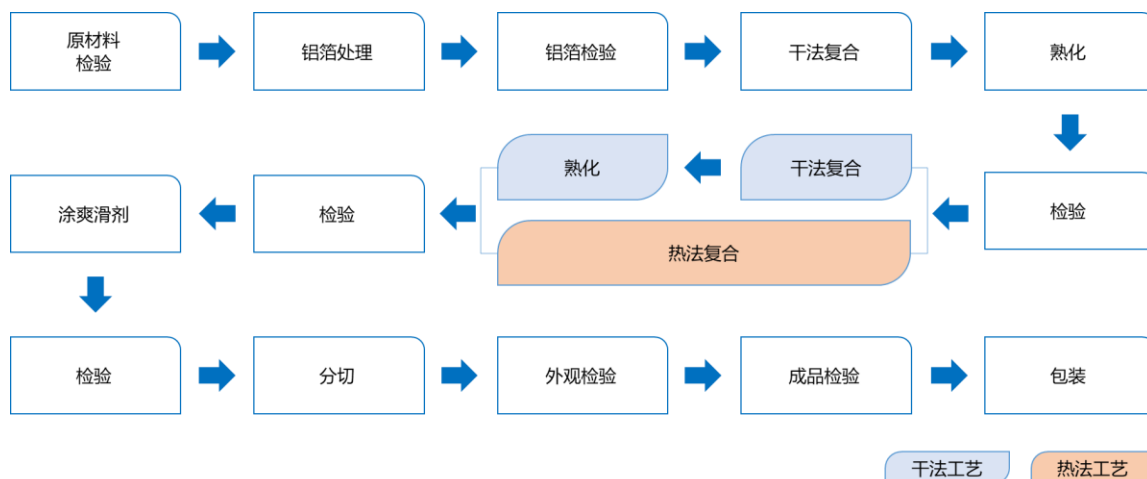 原材料
检验
铝箔处理
铝箔检验
干法复合
熟化
检验
干法复合
熟化
热法复合
检验
涂爽滑剂
检验
分切
外观检验
成品检验
包装
干法工艺
热法工艺